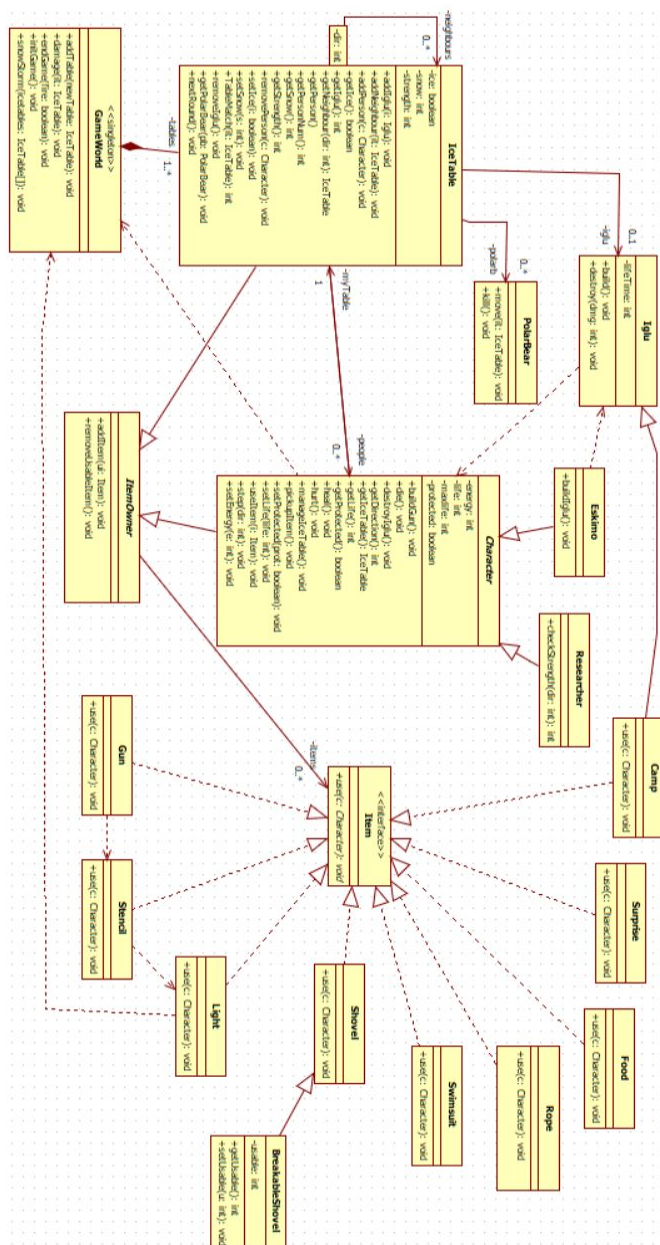 <<singleton>>
GameWorld
+addTable(newTable: IceTable): void
+damage(it: IceTable): void
+endGame(fine: boolean): void
+initGame(): void
+snowStorm(icetables: IceTable[]): void
-tables
1..*
-neighbours
0..*
-dir: int
IceTable
-ice: boolean
-snow: int
-strength: int
+addIglu(i: Iglu): void
+addNeighbour(it: IceTable): void
+addPerson(c: Character): void
+getIce(): boolean
+getIglu(): int
+getNeighbour(dir: int): IceTable
+getPerson()
+getPersonNum(): int
+getSnow(): int
+getStrength(): int
+removePerson(c: Character): void
+setIce(i: boolean): void
+setSnow(s: int): void
+TableMatch(it: IceTable): int
+removeIglu(): void
+getPolarBear(pb: PolarBear): void
+nextRound(): void
0..1
-iglu
Iglu
-lifeTime: int
+build(): void
+destroy(dmg: int): void
0..*
-polarb
PolarBear
+move(it: IceTable): void
+kill(): void
-myTable
1
-people
0..*
ItemOwner
+addItem(ui: Item): void
+removeUsableItem(): void
Character
-energy: int
-life: int
-maxlife: int
-protected: boolean
+buildGun(): void
+die(): void
+destroyIglu(): void
+getDirection(): int
+getIceTable(): IceTable
+getLife(): int
+getProtected(): boolean
+heal(): void
+hurt(): void
+manageIceTable(): void
+pickupItem(): void
+setProtected(prot: boolean): void
+setLife(life: int): void
+useItem(i: Item): void
+step(dir: int): void
+setEnergy(e: int): void
Eskimo
+buildIglu(): void
Researcher
+checkStrength(dir: int): int
Gun
+use(c: Character): void
-items
0..*
<<interface>>
Item
+use(c: Character): void
Camp
+use(c: Character): void
Stencil
+use(c: Character): void
Surprise
+use(c: Character): void
Light
+use(c: Character): void
Shovel
+use(c: Character): void
Food
+use(c: Character): void
Swimsuit
+use(c: Character): void
Rope
+use(c: Character): void
BreakableShovel
-usable: int
+getUsable(): int
+setUsable(u: int): void